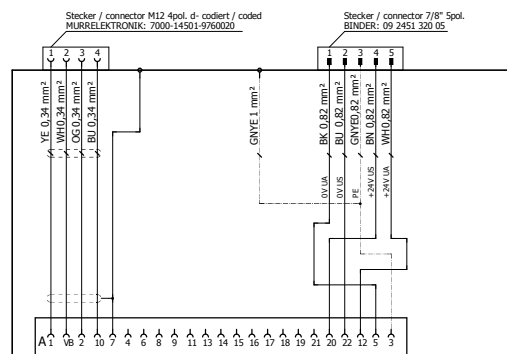 Stecker / connector M12 4pol. d- codiert / coded
MURRELEKTRONIK: 7000-14501-9760020
Stecker / connector 7/8" 5pol.
BINDER: 09 2451 320 05
1 2 3 4
1 2 3 4 5
YE 0,34 mm²
WH0,34 mm²
OG 0,34 mm²
BU 0,34 mm²
GNYE 1 mm²
BK 0,82 mm²
BU 0,82 mm²
GNYE0,82 mm²
BN 0,82 mm²
WH0,82 mm²
0V UA
0V US
PE
+24V US
+24V UA
A 1 VB 2 10 7 4 6 8 9 11 13 14 15 16 17 18 19 21 20 22 12 5 3